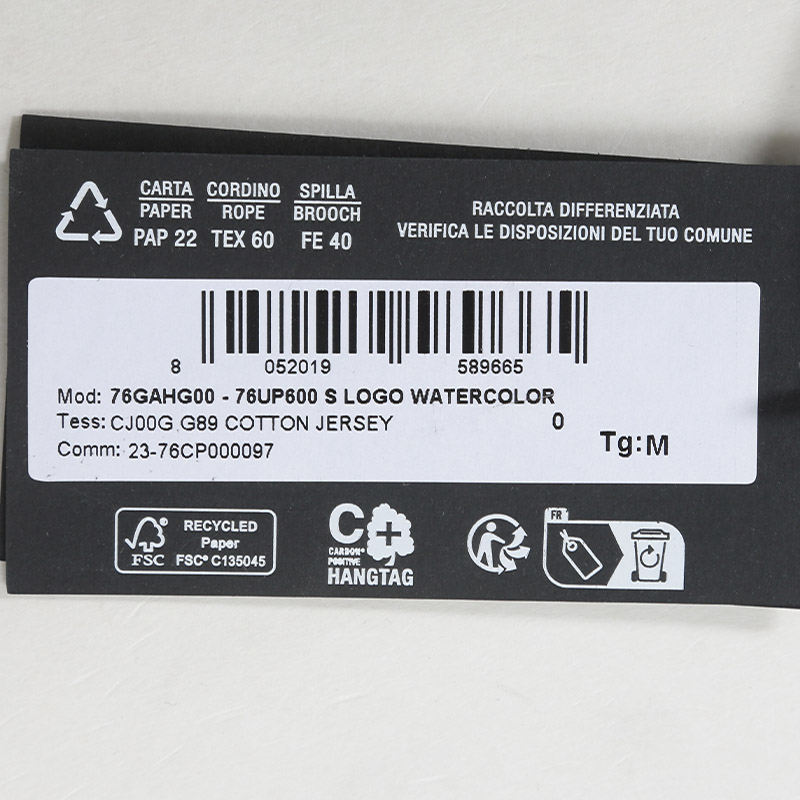 CARTA CORDINO SPILLA
PAPER ROPE BROOCH
PAP 22 TEX 60 FE 40
RACCOLTA DIFFERENZIATA
VERIFICA LE DISPOSIZIONI DEL TUO COMUNE
8 052019 589665
Mod: 76GAHG00 - 76UP600 S LOGO WATERCOLOR
Tess: CJ00G G89 COTTON JERSEY 0
Comm: 23-76CP000097
Tg:M
FSC
RECYCLED
Paper
FSC® C135045
C+
CARBON®
POSITIVE
HANGTAG
FR